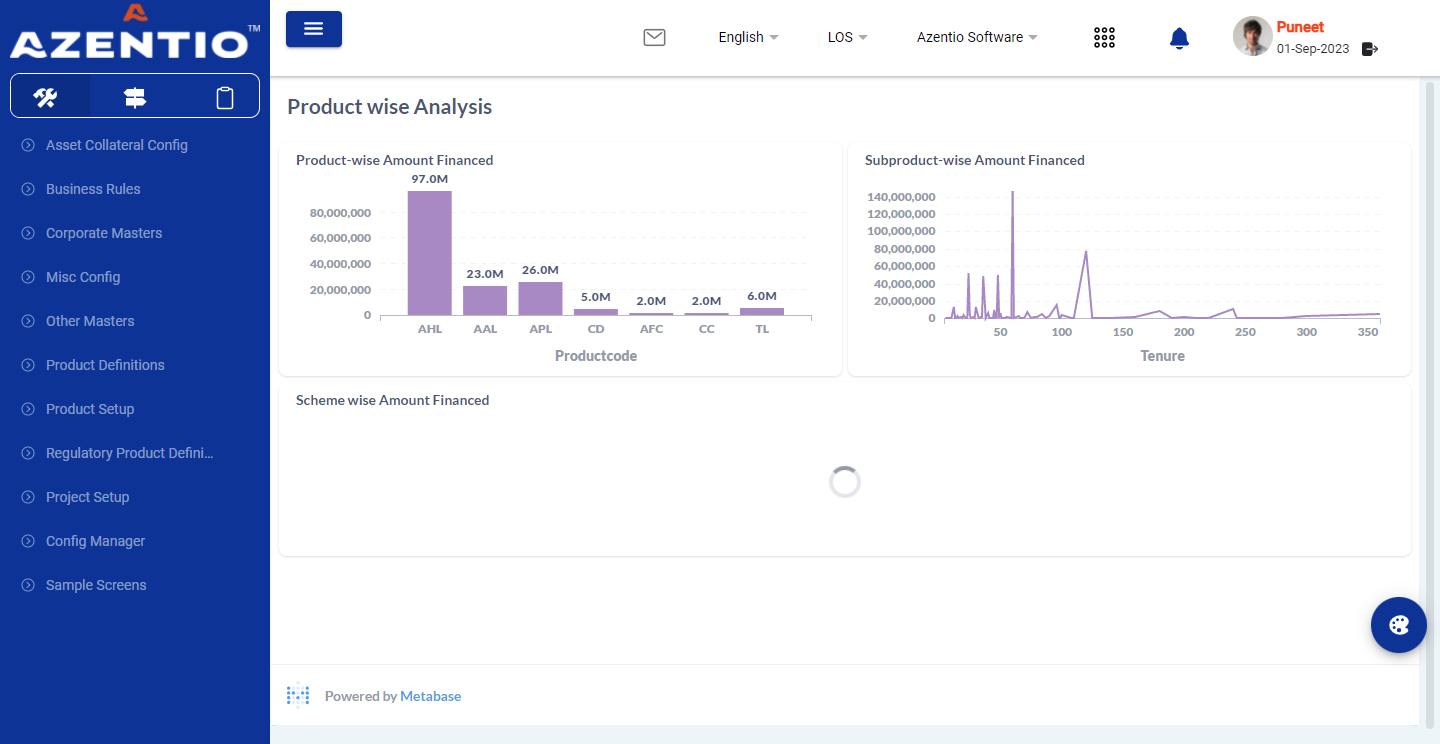 AZENTIO™
English
LOS
Azentio Software
Puneet
01-Sep-2023
Asset Collateral Config
Business Rules
Corporate Masters
Misc Config
Other Masters
Product Definitions
Product Setup
Regulatory Product Defini...
Project Setup
Config Manager
Sample Screens
Product wise Analysis
Product-wise Amount Financed
97.0M
80,000,000
60,000,000
40,000,000
20,000,000
0
23.0M
26.0M
5.0M
2.0M
2.0M
6.0M
AHL AAL APL CD AFC CC TL
Productcode
Subproduct-wise Amount Financed
140,000,000
120,000,000
100,000,000
80,000,000
60,000,000
40,000,000
20,000,000
0
50 100 150 200 250 300 350
Tenure
Scheme wise Amount Financed
Powered by Metabase